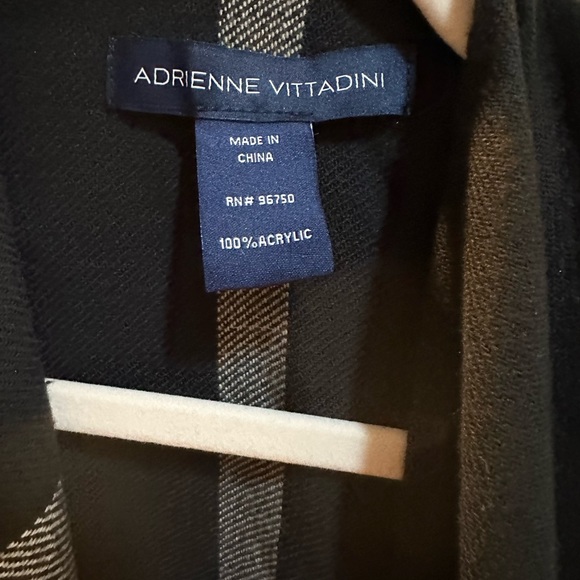 ADRIENNE VITTADINI
MADE IN
CHINA
RN# 96750
100% ACRYLIC